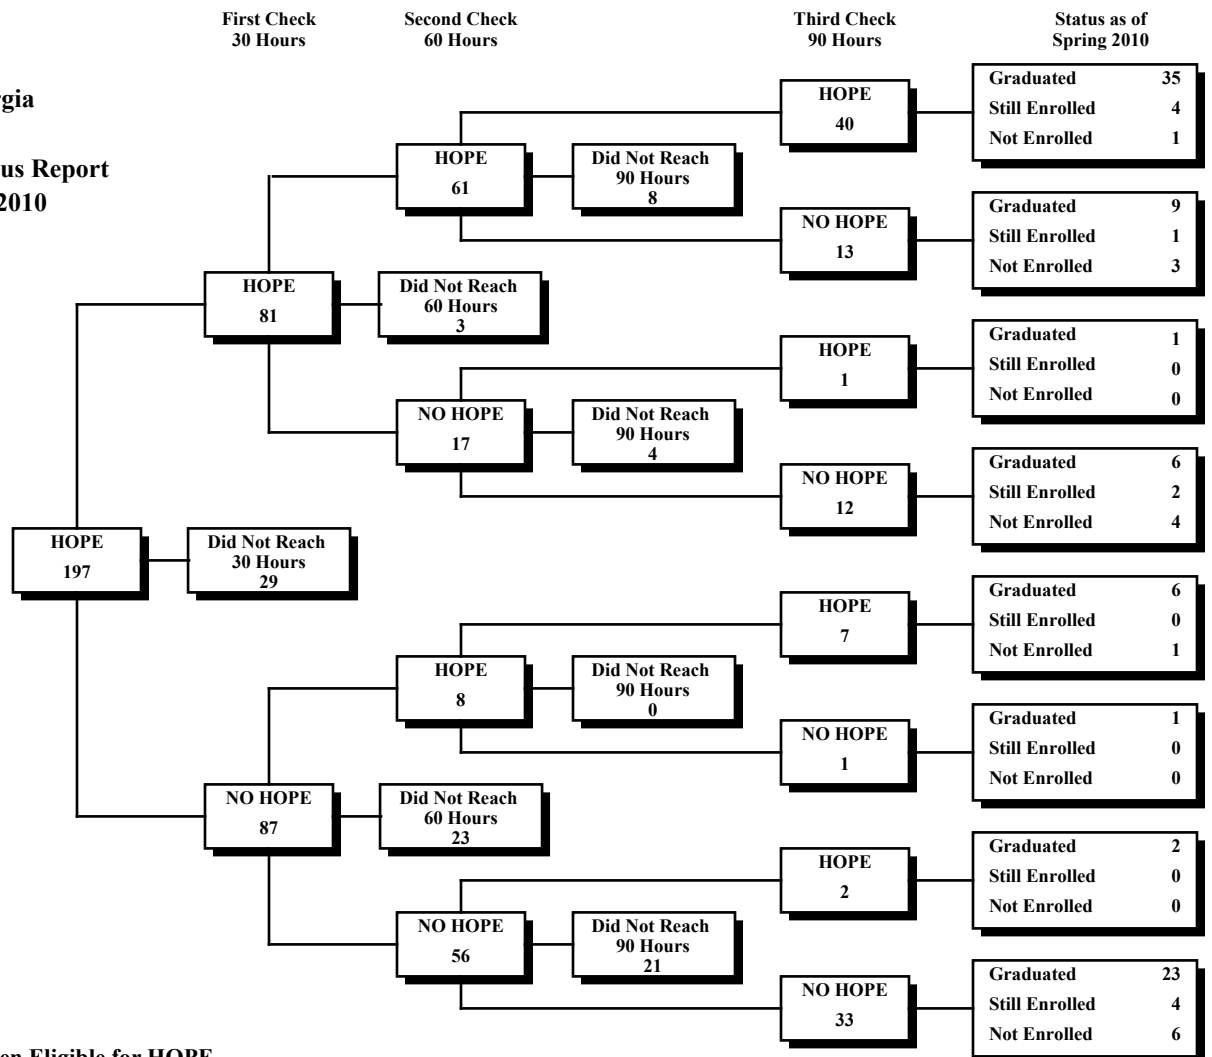 First Check
30 Hours
Second Check
60 Hours
Third Check
90 Hours
Status as of
Spring 2010
rgia
us Report
2010
HOPE
197
Did Not Reach
30 Hours
29
HOPE
81
Did Not Reach
60 Hours
3
NO HOPE
87
Did Not Reach
60 Hours
23
HOPE
61
Did Not Reach
90 Hours
8
NO HOPE
17
Did Not Reach
90 Hours
4
HOPE
8
Did Not Reach
90 Hours
0
NO HOPE
56
Did Not Reach
90 Hours
21
HOPE
40
Graduated 35
Still Enrolled 4
Not Enrolled 1
NO HOPE
13
Graduated 9
Still Enrolled 1
Not Enrolled 3
HOPE
1
Graduated 1
Still Enrolled 0
Not Enrolled 0
NO HOPE
12
Graduated 6
Still Enrolled 2
Not Enrolled 4
HOPE
7
Graduated 6
Still Enrolled 0
Not Enrolled 1
NO HOPE
1
Graduated 1
Still Enrolled 0
Not Enrolled 0
HOPE
2
Graduated 2
Still Enrolled 0
Not Enrolled 0
NO HOPE
33
Graduated 23
Still Enrolled 4
Not Enrolled 6
en Eligible for HOPE